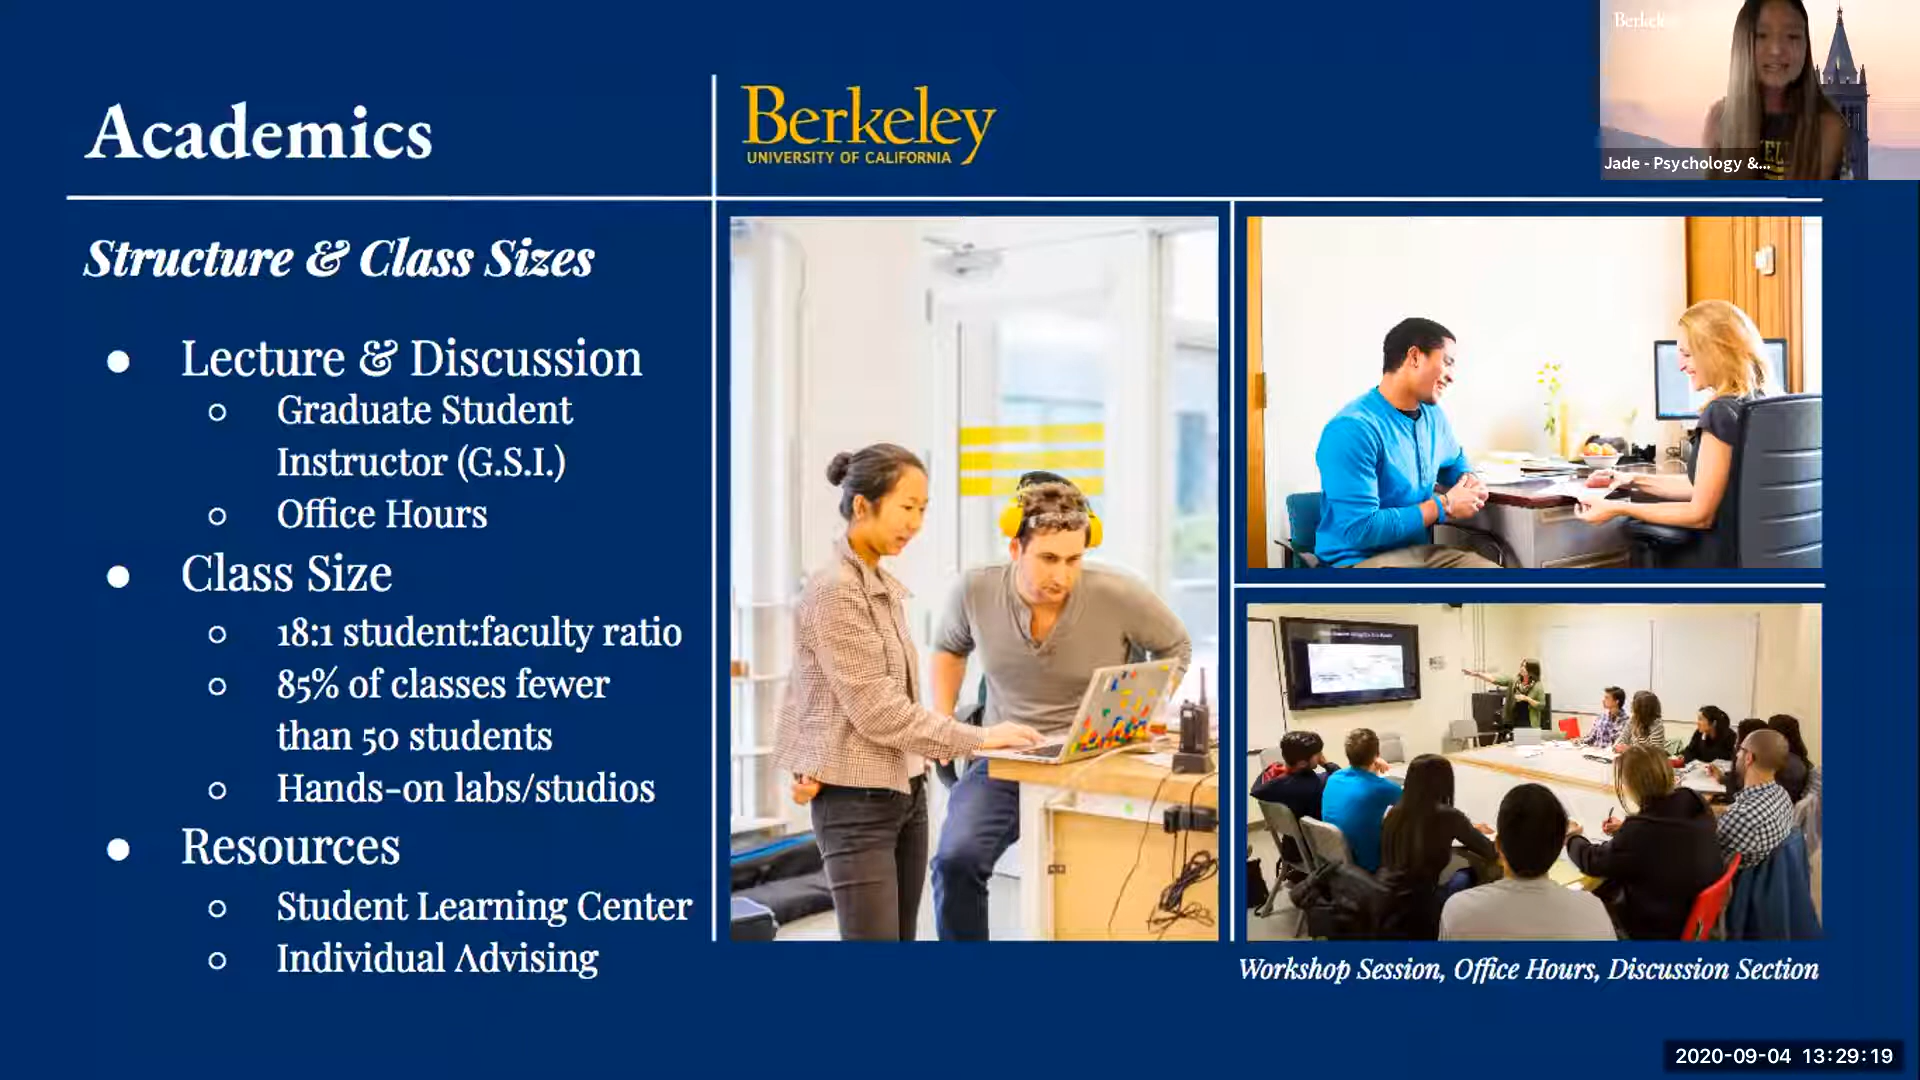 Academics
Berkeley
UNIVERSITY OF CALIFORNIA
Jade - Psychology &...
Structure & Class Sizes
● Lecture & Discussion
○ Graduate Student
Instructor (G.S.I.)
○ Office Hours
● Class Size
○ 18:1 student:faculty ratio
○ 85% of classes fewer
than 50 students
○ Hands-on labs/studios
● Resources
○ Student Learning Center
○ Individual Advising
Workshop Session, Office Hours, Discussion Section
2020-09-04 13:29:19